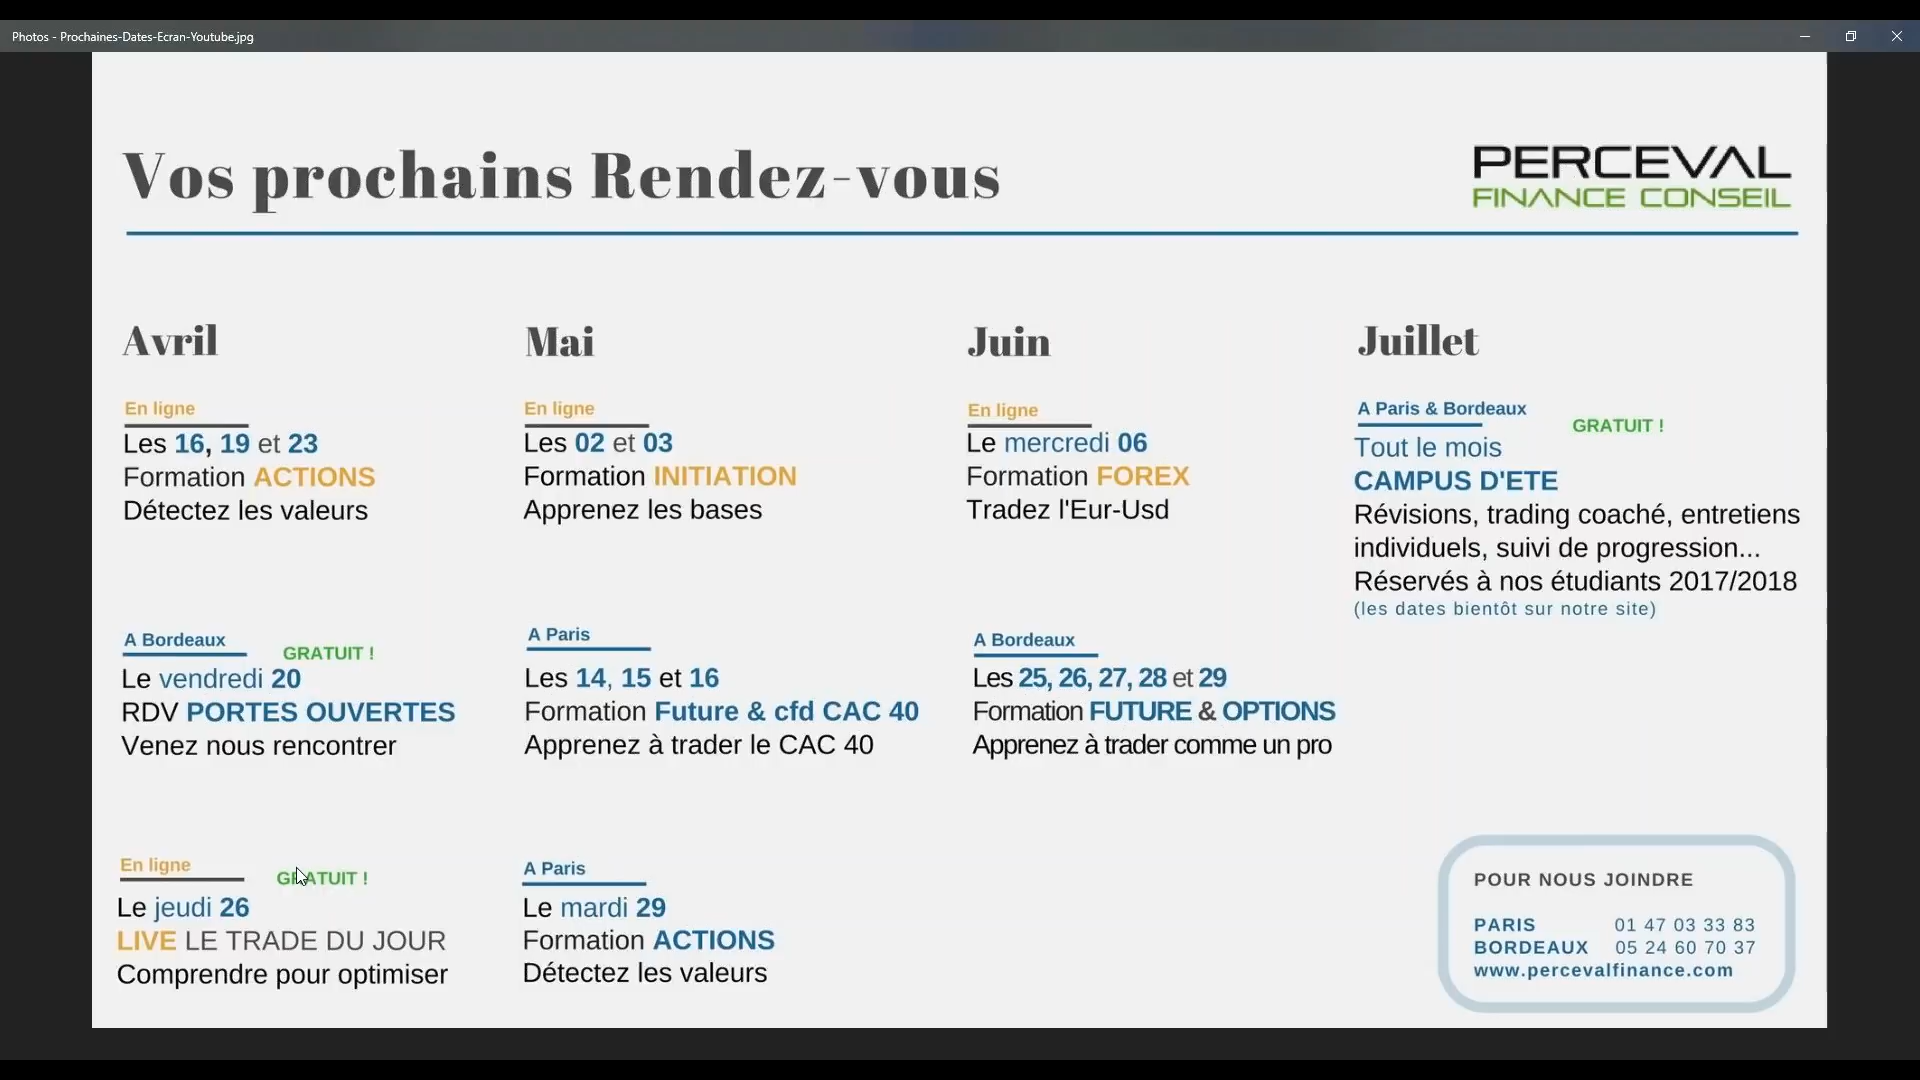 Photos - Prochaines-Dates-Ecran-Youtube.jpg
Vos prochains Rendez-vous
PERCEVAL
FINANCE CONSEIL
Avril
En ligne
Les 16, 19 et 23
Formation ACTIONS
Détectez les valeurs
A Bordeaux
GRATUIT !
Le vendredi 20
RDV PORTES OUVERTES
Venez nous rencontrer
En ligne
GRATUIT !
Le jeudi 26
LIVE LE TRADE DU JOUR
Comprendre pour optimiser
Mai
En ligne
Les 02 et 03
Formation INITIATION
Apprenez les bases
A Paris
Les 14, 15 et 16
Formation Future & cfd CAC 40
Apprenez à trader le CAC 40
A Paris
Le mardi 29
Formation ACTIONS
Détectez les valeurs
Juin
En ligne
Le mercredi 06
Formation FOREX
Tradez l'Eur-Usd
A Bordeaux
Les 25, 26, 27, 28 et 29
Formation FUTURE & OPTIONS
Apprenez à trader comme un pro
Juillet
A Paris & Bordeaux
GRATUIT !
Tout le mois
CAMPUS D'ETE
Révisions, trading coaché, entretiens
individuels, suivi de progression...
Réservés à nos étudiants 2017/2018
(les dates bientôt sur notre site)
POUR NOUS JOINDRE
PARIS 01 47 03 33 83
BORDEAUX 05 24 60 70 37
www.percevalfinance.com